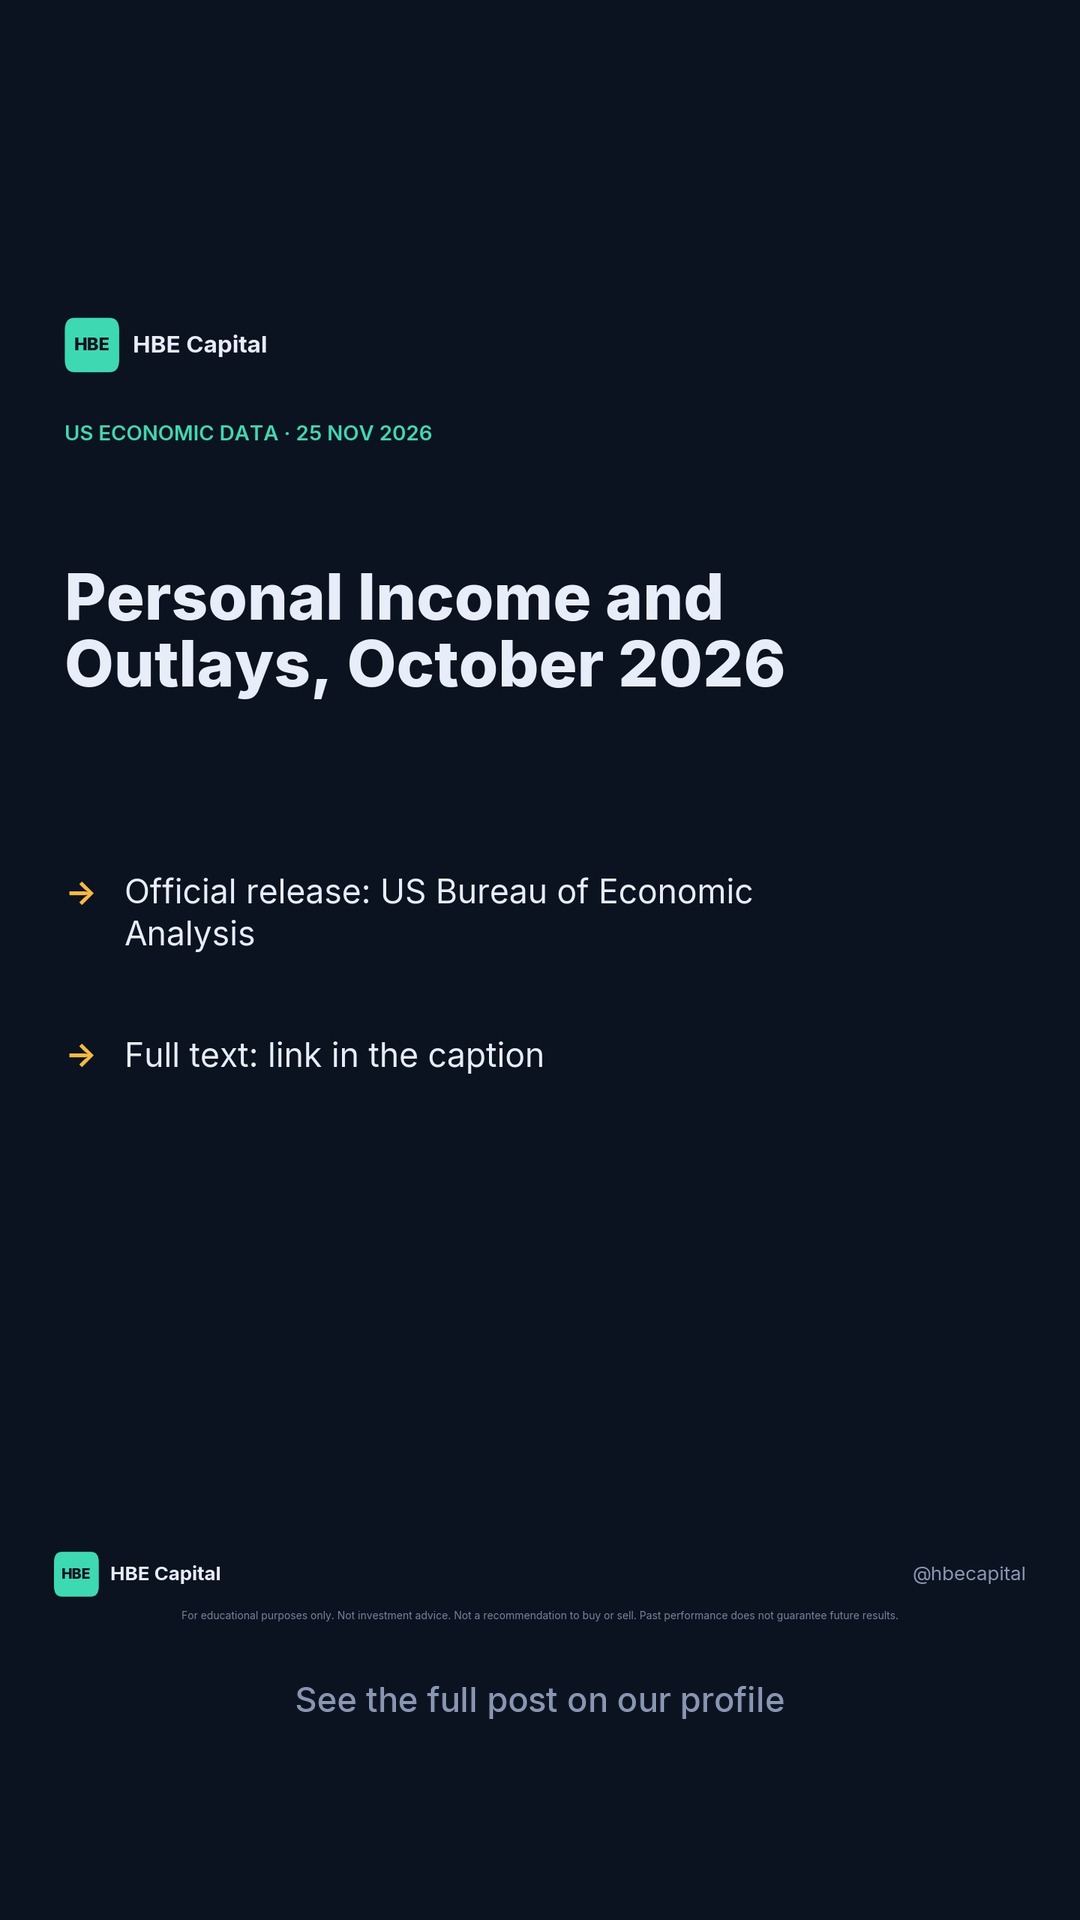 HBE HBE Capital
US ECONOMIC DATA · 25 NOV 2026
Personal Income and
Outlays, October 2026
→ Official release: US Bureau of Economic
Analysis
→ Full text: link in the caption
HBE HBE Capital @hbecapital
For educational purposes only. Not investment advice. Not a recommendation to buy or sell. Past performance does not guarantee future results.
See the full post on our profile